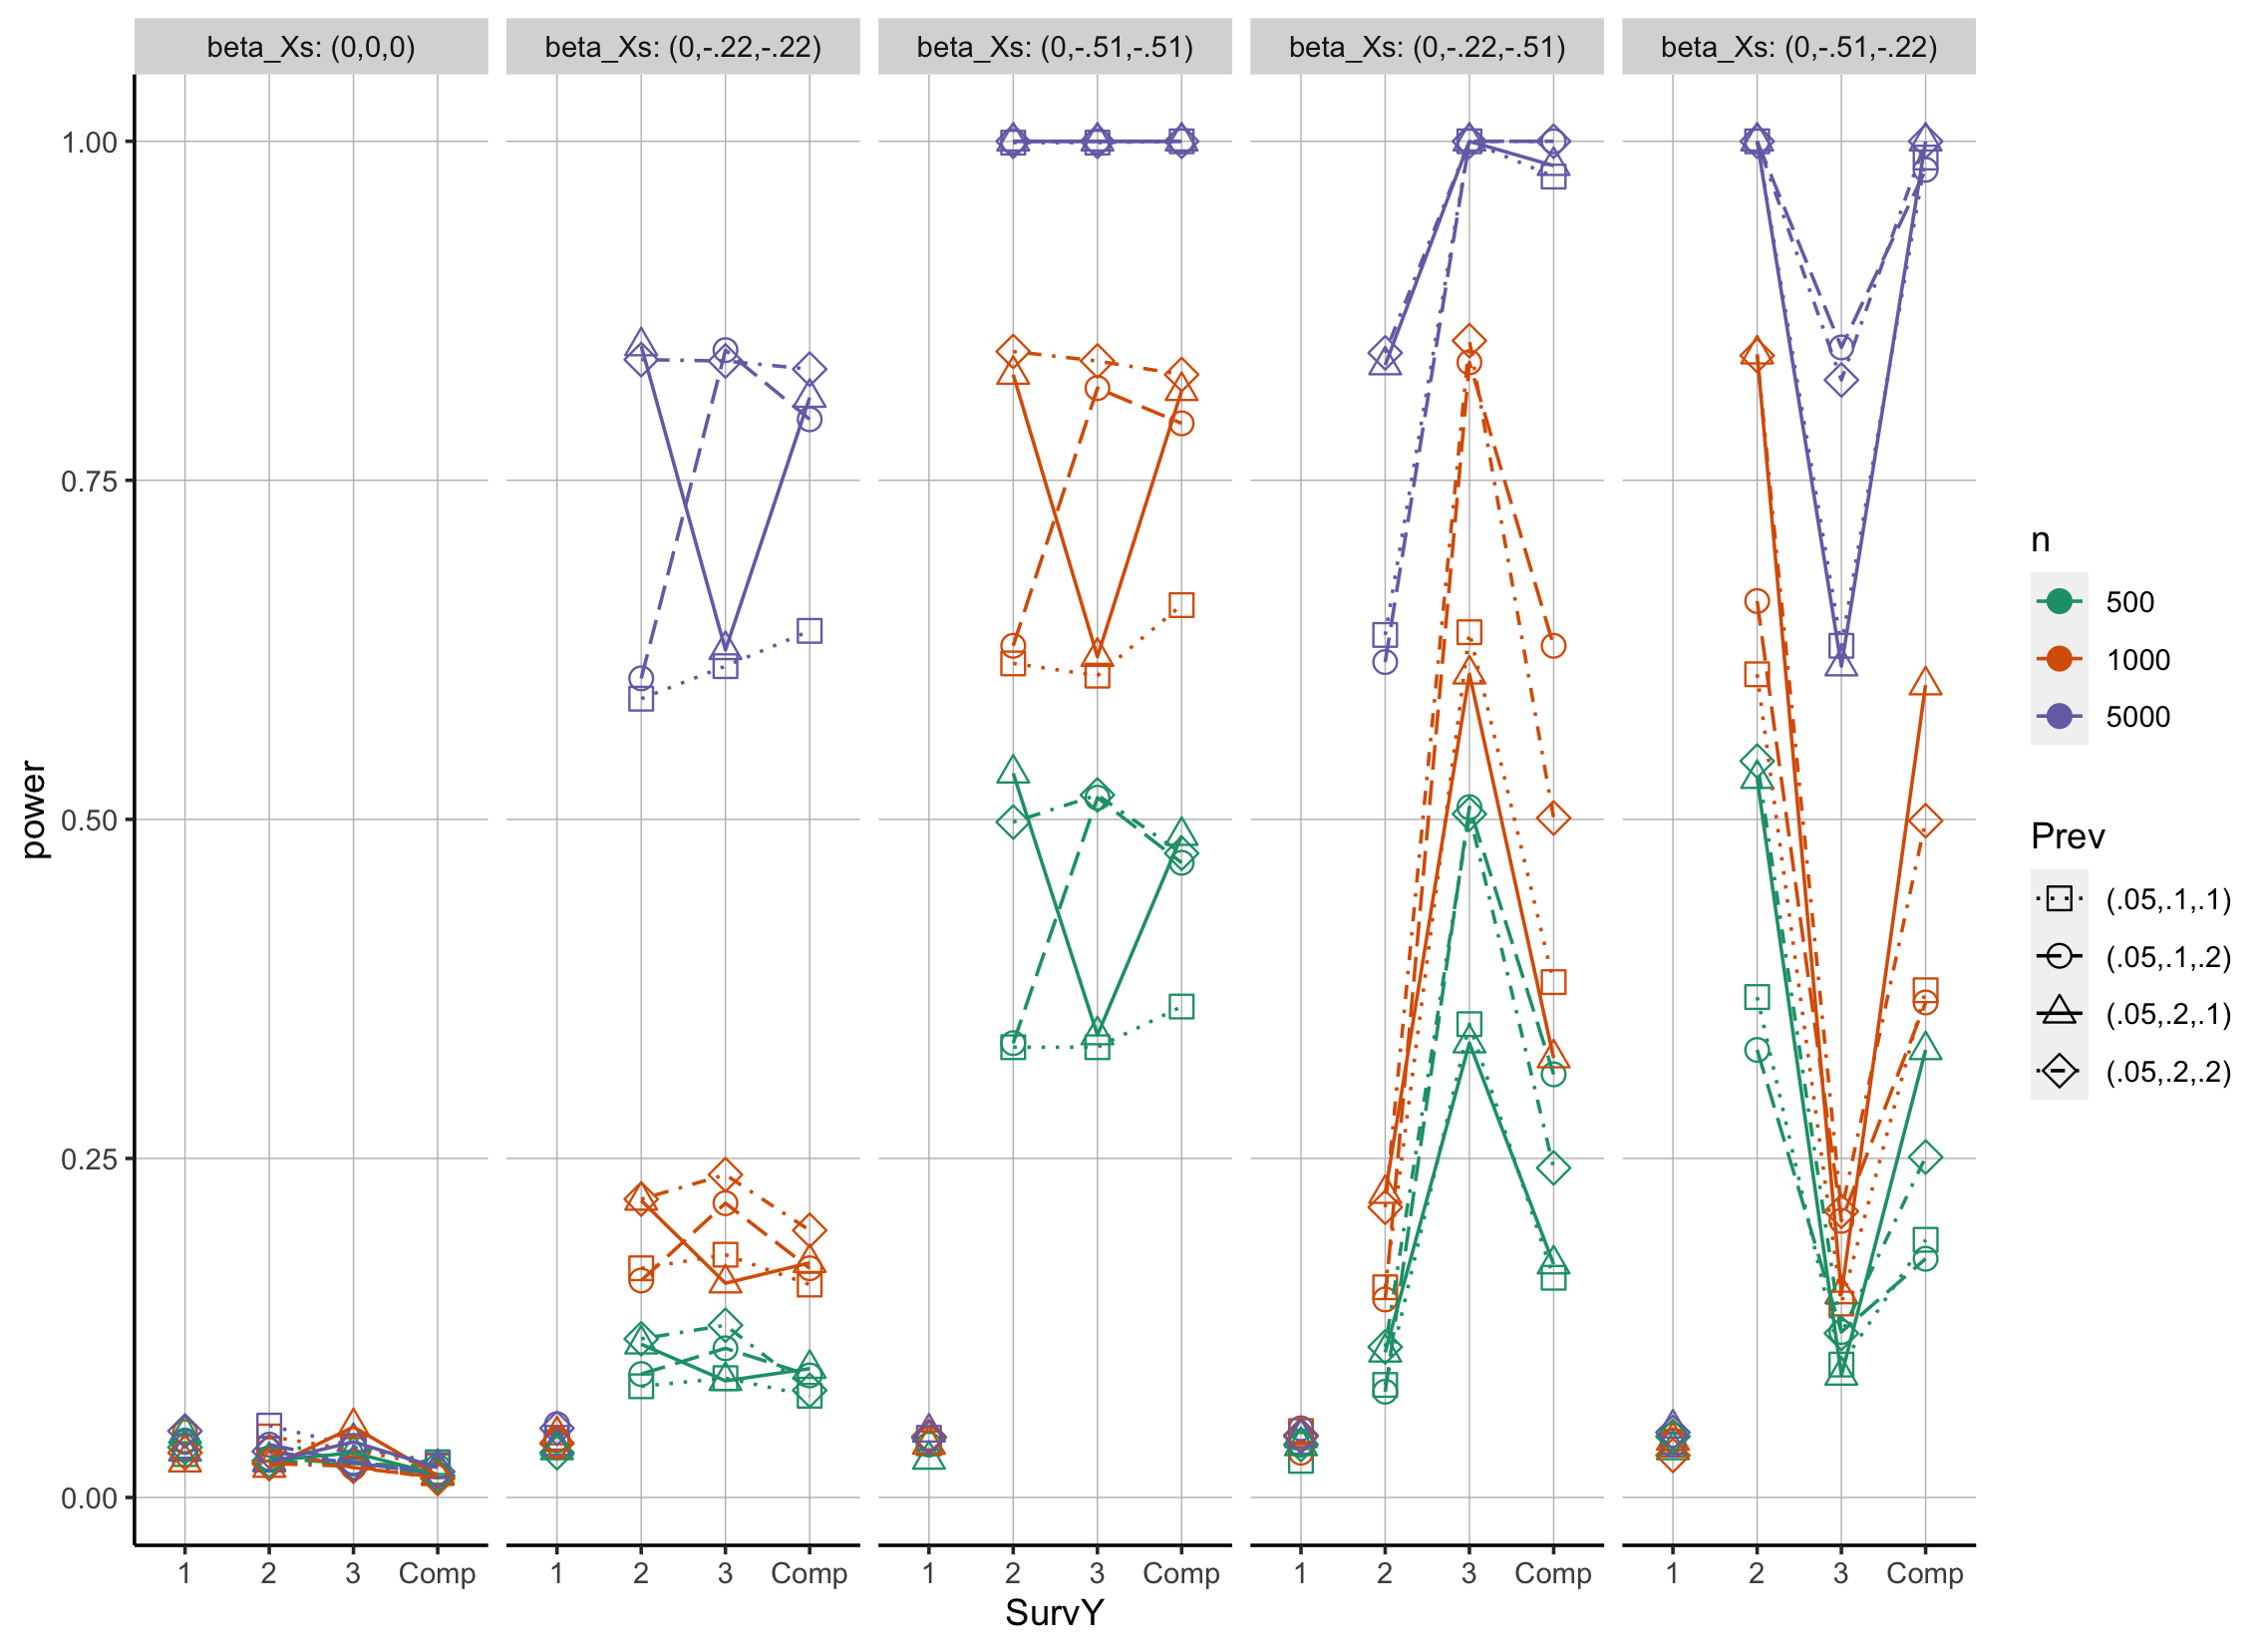 beta_Xs: (0,0,0)
beta_Xs: (0,-.22,-.22)
beta_Xs: (0,-.51,-.51)
beta_Xs: (0,-.22,-.51)
beta_Xs: (0,-.51,-.22)
1.00
0.75
0.50
0.25
0.00
power
1 2 3 Comp
1 2 3 Comp
1 2 3 Comp
1 2 3 Comp
1 2 3 Comp
SurvY
n
500
1000
5000
Prev
(.05,.1,.1)
(.05,.1,.2)
(.05,.2,.1)
(.05,.2,.2)